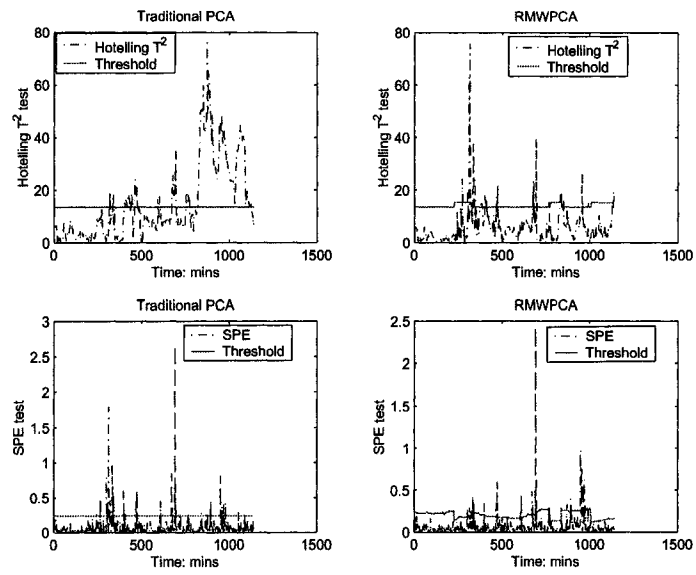 Traditional PCA
80
60
40
20
0
Hotelling T² test
Hotelling T²
Threshold
0 500 1000 1500
Time: mins
RMWPCA
80
60
40
20
0
Hotelling T² test
Hotelling T²
Threshold
0 500 1000 1500
Time: mins
Traditional PCA
3
2.5
2
1.5
1
0.5
0
SPE test
SPE
Threshold
0 500 1000 1500
Time: mins
RMWPCA
2.5
2
1.5
1
0.5
0
SPE test
SPE
Threshold
0 500 1000 1500
Time: mins